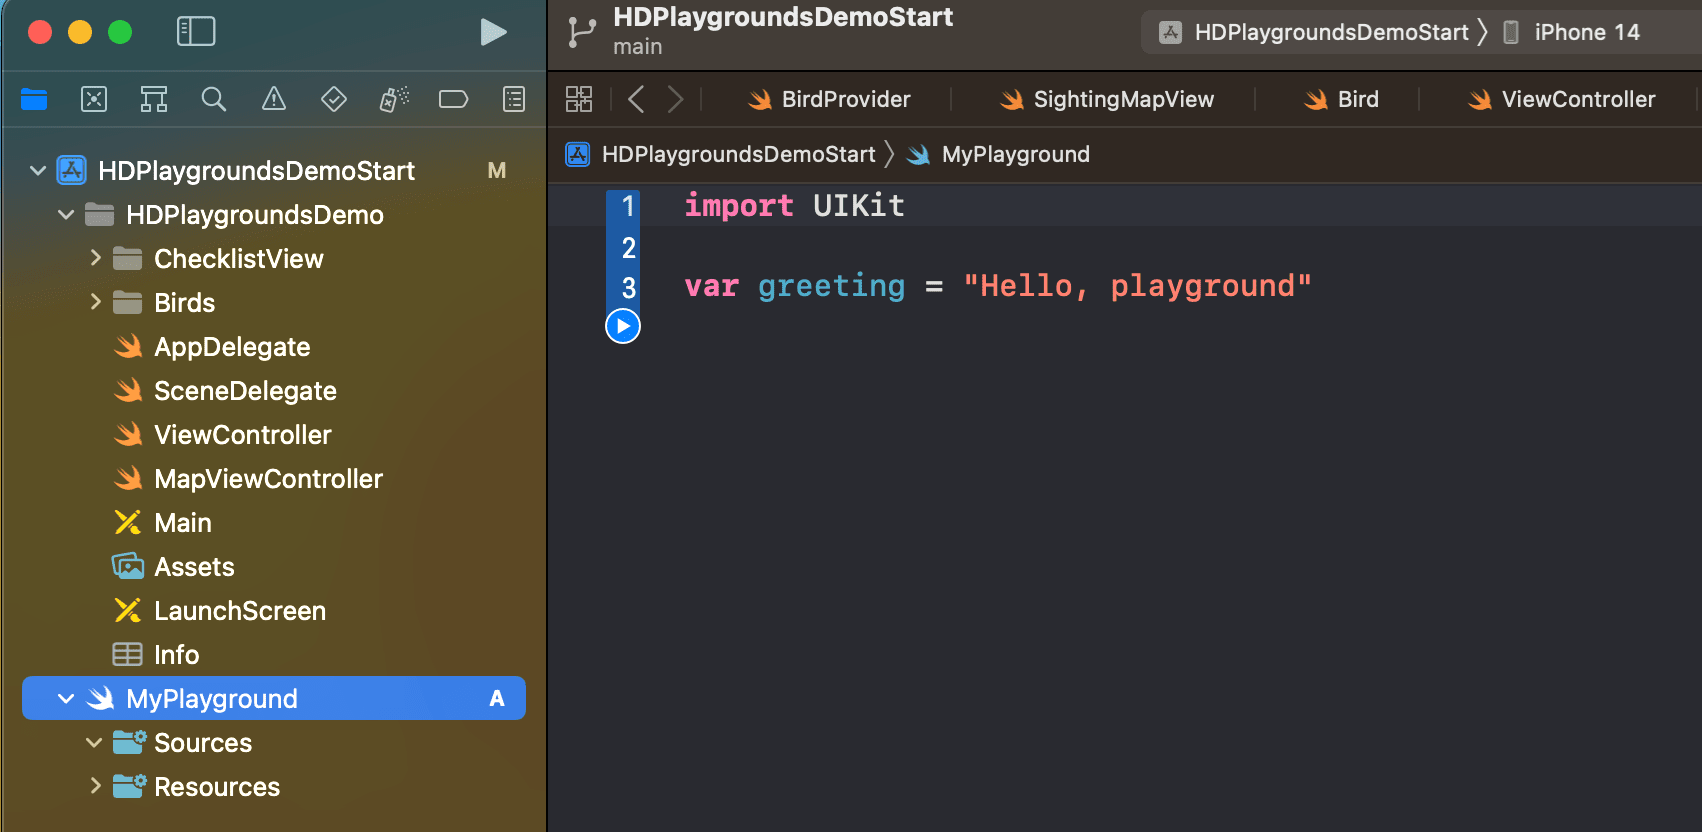 HDPlaygroundsDemoStart
main
HDPlaygroundsDemoStart
iPhone 14
BirdProvider
SightingMapView
Bird
ViewController
HDPlaygroundsDemoStart
MyPlayground
HDPlaygroundsDemoStart M
HDPlaygroundsDemo
ChecklistView
Birds
AppDelegate
SceneDelegate
ViewController
MapViewController
Main
Assets
LaunchScreen
Info
MyPlayground A
Sources
Resources
1 import UIKit
2
3 var greeting = "Hello, playground"